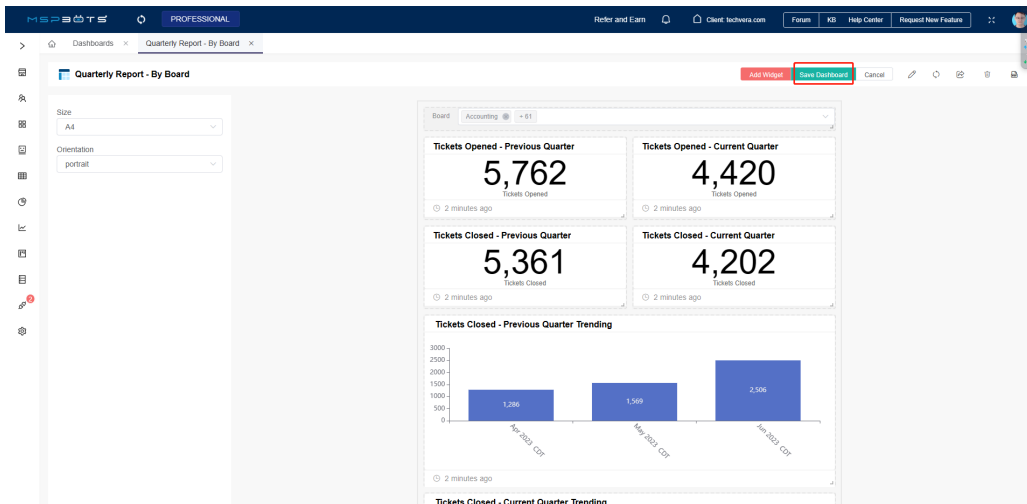 MSPBOTS PROFESSIONAL Refer and Earn Client: techvera.com Forum KB Help Center Request New Feature
Dashboards × Quarterly Report - By Board ×
Quarterly Report - By Board Add Widget Save Dashboard Cancel
Size
A4
Orientation
portrait
2
Board Accounting + 81
Tickets Opened - Previous Quarter
5,762
Tickets Opened
2 minutes ago
Tickets Opened - Current Quarter
4,420
Tickets Opened
2 minutes ago
Tickets Closed - Previous Quarter
5,361
Tickets Closed
2 minutes ago
Tickets Closed - Current Quarter
4,202
Tickets Closed
2 minutes ago
Tickets Closed - Previous Quarter Trending
3000
2500
2000
1500
1000
500
0
1,286
1,569
2,506
Apr 2023 CDT
May 2023 CDT
Jun 2023 CDT
2 minutes ago
Tickets Closed - Current Quarter Trending